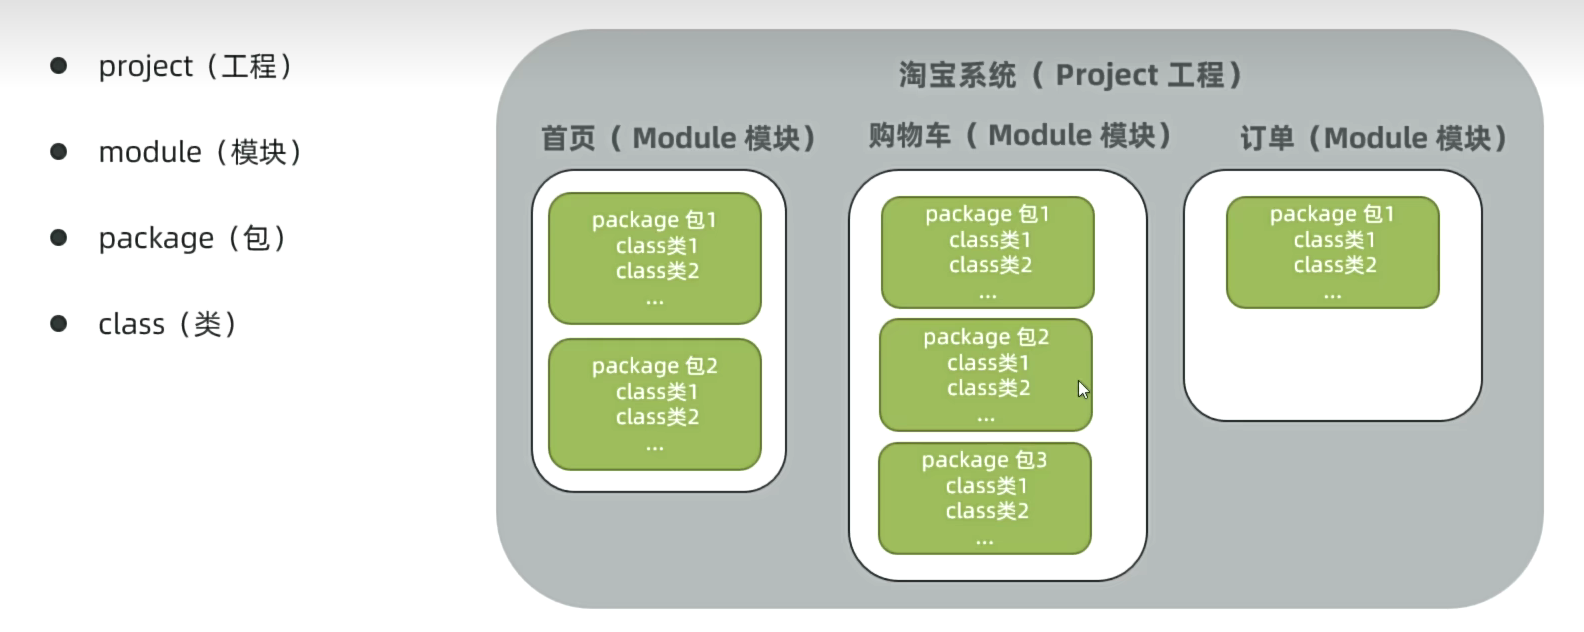 project（工程）
module（模块）
package（包）
class（类）
淘宝系统（ Project 工程）
首页（ Module 模块）
package 包1
class类1
class类2
...
package 包2
class类1
class类2
...
购物车（ Module 模块）
package 包1
class类1
class类2
...
package 包2
class类1
class类2
...
package 包3
class类1
class类2
...
订单（Module 模块）
package 包1
class类1
class类2
...